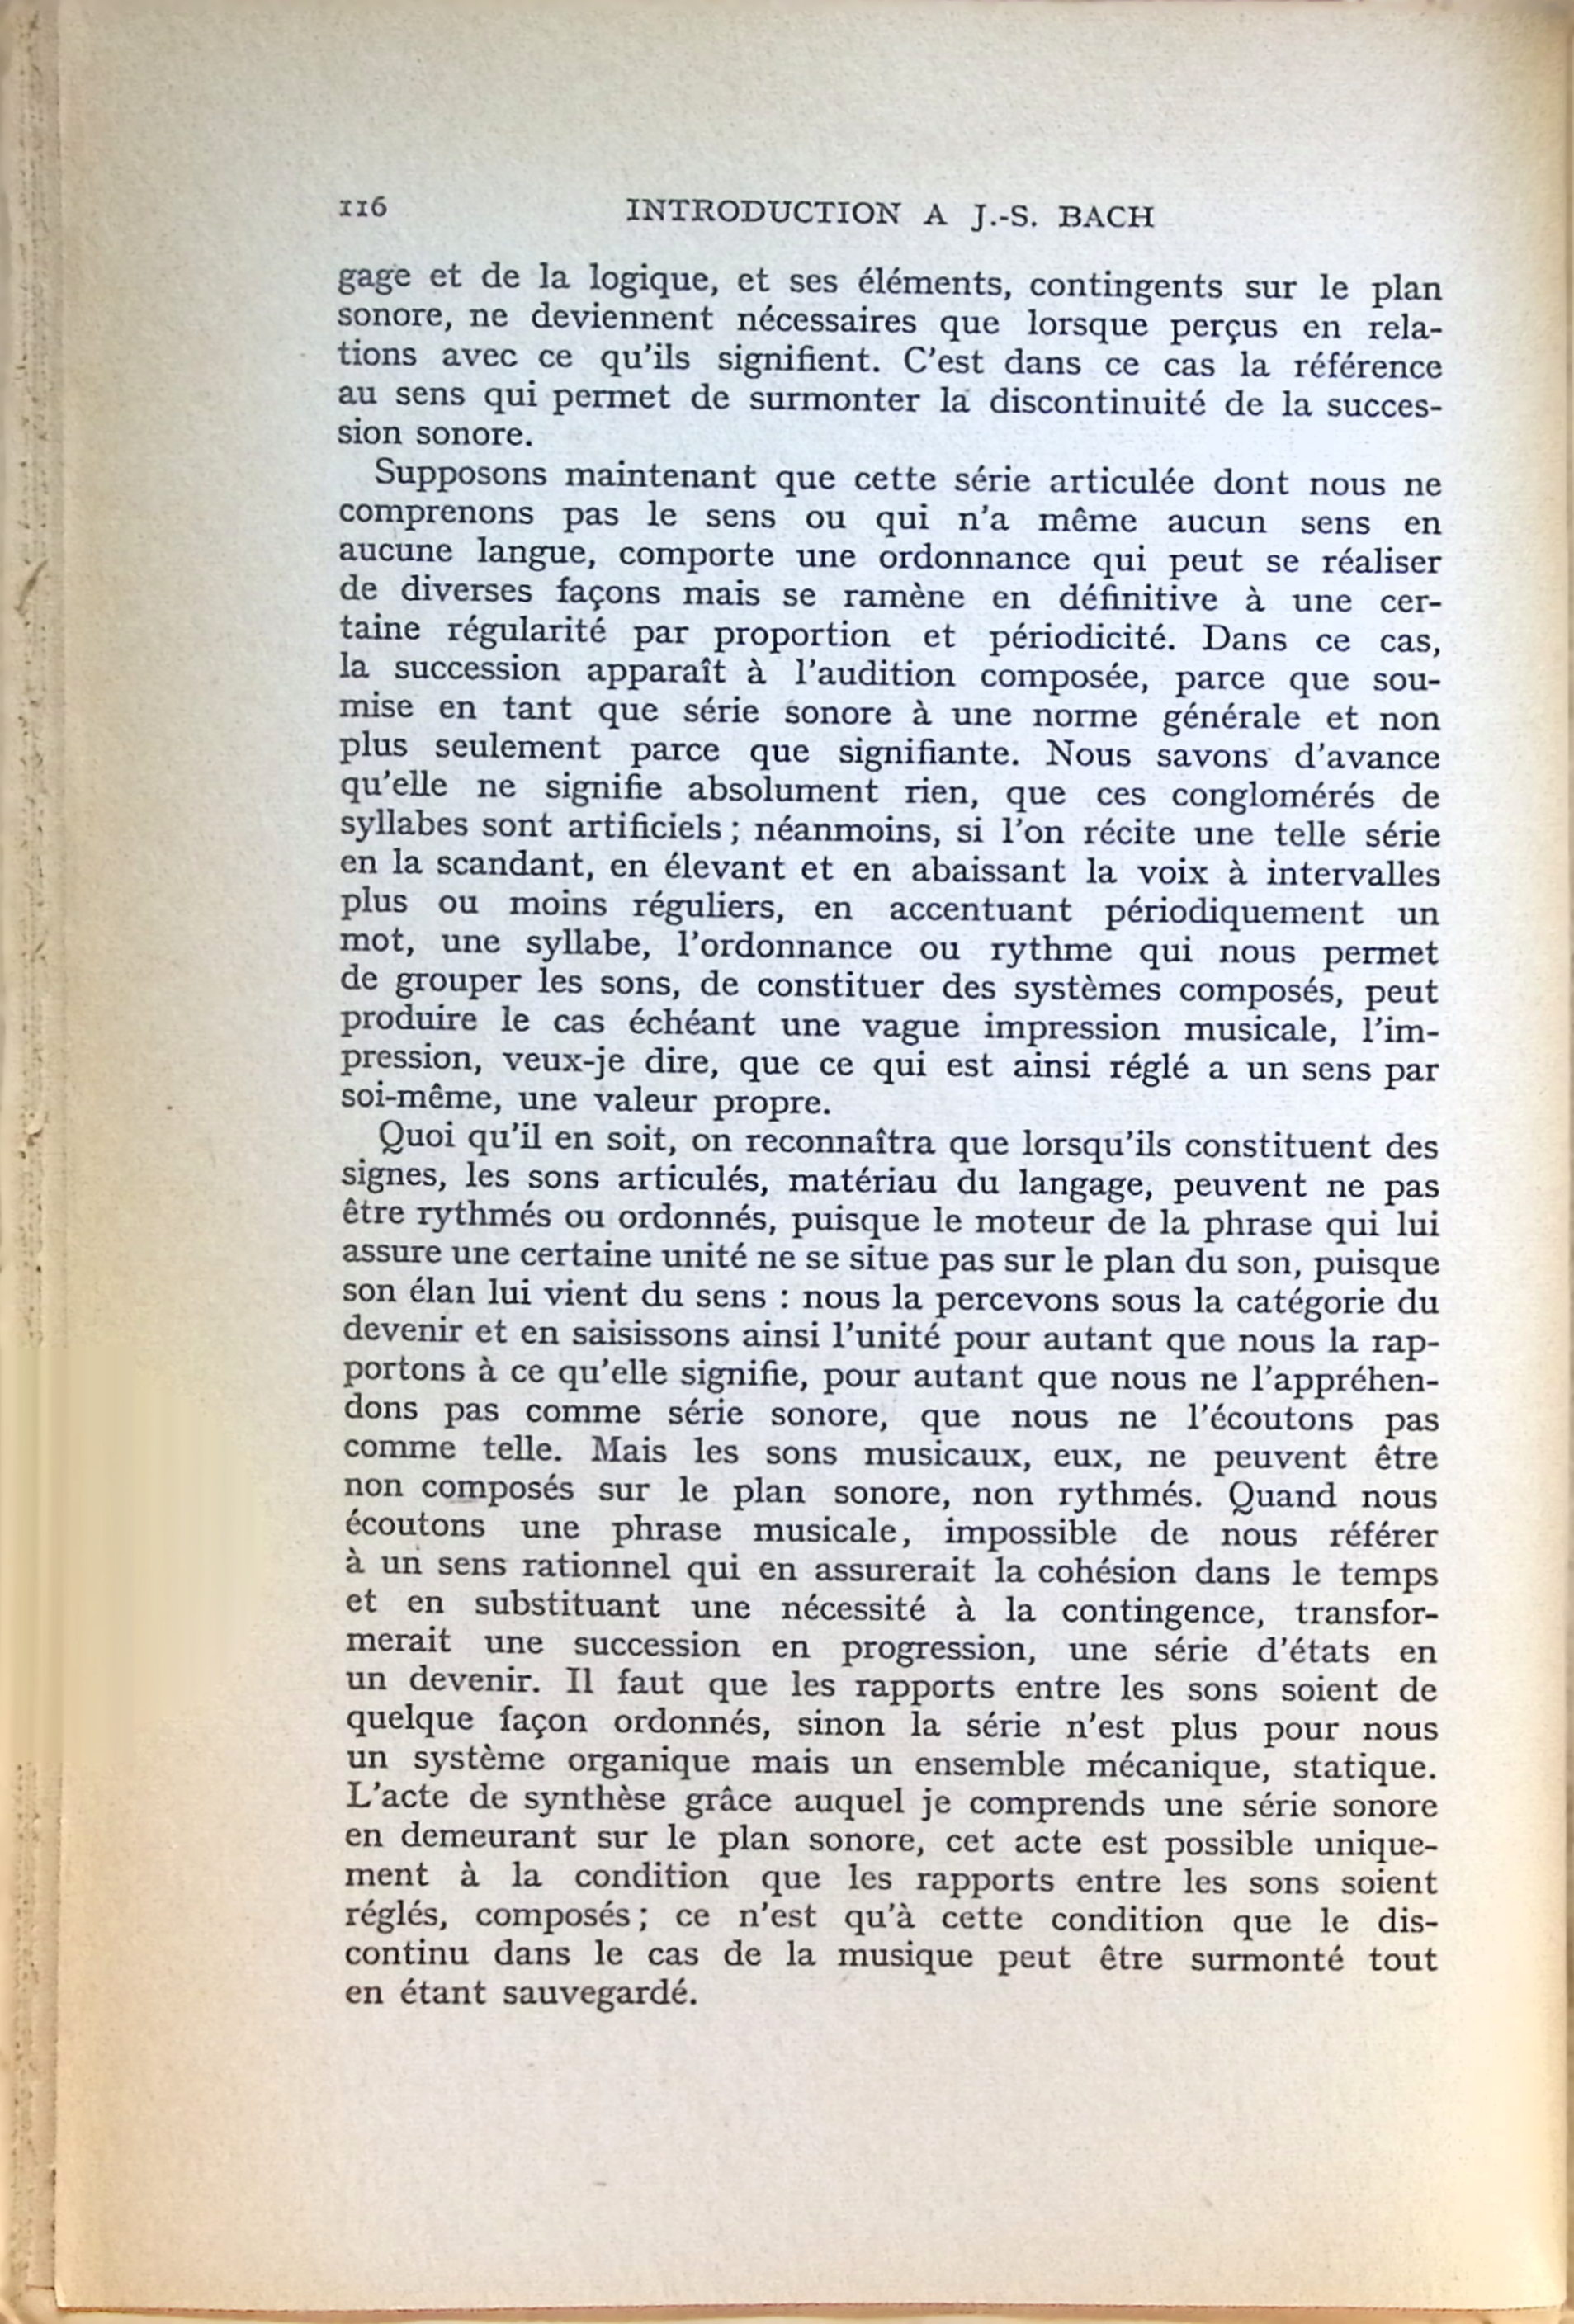 116
INTRODUCTION A J.-S. BACH
gage et de la logique, et ses éléments, contingents sur le plan
sonore, ne deviennent nécessaires que lorsque perçus en rela-
tions avec ce qu'ils signifient. C'est dans ce cas la référence
au sens qui permet de surmonter la discontinuité de la succes-
sion sonore.
Supposons maintenant que cette série articulée dont nous ne
comprenons pas le sens ou qui n'a même aucun sens en
aucune langue, comporte une ordonnance qui peut se réaliser
de diverses façons mais se ramène en définitive à une cer-
taine régularité par proportion et périodicité. Dans ce cas,
la succession apparaît à l'audition composée, parce que sou-
mise en tant que série sonore à une norme générale et non
plus seulement parce que signifiante. Nous savons d'avance
qu'elle ne signifie absolument rien, que ces conglomérés de
syllabes sont artificiels ; néanmoins, si l'on récite une telle série
en la scandant, en élevant et en abaissant la voix à intervalles
plus ou moins réguliers, en accentuant périodiquement un
mot, une syllabe, l'ordonnance ou rythme qui nous permet
de grouper les sons, de constituer des systèmes composés, peut
produire le cas échéant une vague impression musicale, l'im-
pression, veux-je dire, que ce qui est ainsi réglé a un sens par
soi-même, une valeur propre.
Quoi qu'il en soit, on reconnaîtra que lorsqu'ils constituent des
signes, les sons articulés, matériau du langage, peuvent ne pas
être rythmés ou ordonnés, puisque le moteur de la phrase qui lui
assure une certaine unité ne se situe pas sur le plan du son, puisque
son élan lui vient du sens : nous la percevons sous la catégorie du
devenir et en saisissons ainsi l'unité pour autant que nous la rap-
portons à ce qu'elle signifie, pour autant que nous ne l'appréhen-
dons pas comme série sonore, que nous ne l'écoutons pas
comme telle. Mais les sons musicaux, eux, ne peuvent être
non composés sur le plan sonore, non rythmés. Quand nous
écoutons une phrase musicale, impossible de nous référer
à un sens rationnel qui en assurerait la cohésion dans le temps
et en substituant une nécessité à la contingence, transfor-
merait une succession en progression, une série d'états en
un devenir. Il faut que les rapports entre les sons soient de
quelque façon ordonnés, sinon la série n'est plus pour nous
un système organique mais un ensemble mécanique, statique.
L'acte de synthèse grâce auquel je comprends une série sonore
en demeurant sur le plan sonore, cet acte est possible unique-
ment à la condition que les rapports entre les sons soient
réglés, composés ; ce n'est qu'à cette condition que le dis-
continu dans le cas de la musique peut être surmonté tout
en étant sauvegardé.